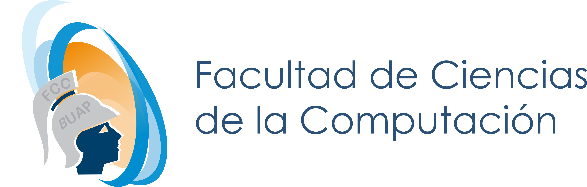 FCC
BUAP
Facultad de Ciencias
de la Computación